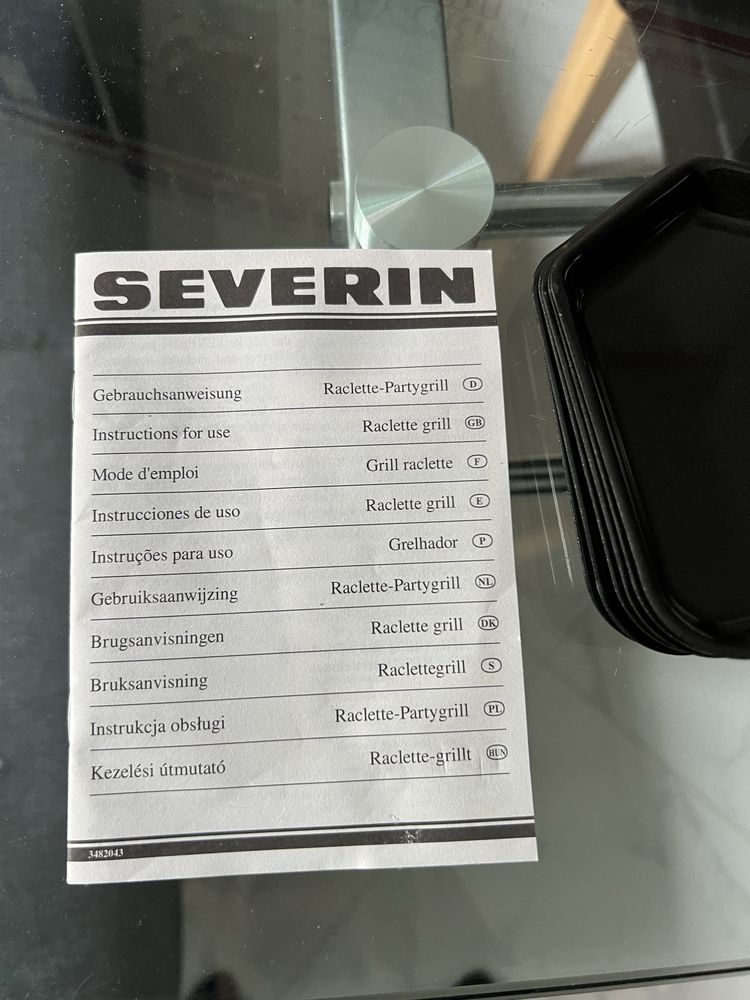 SEVERIN
Gebrauchsanweisung Raclette-Partygrill D
Instructions for use Raclette grill GB
Mode d'emploi Grill raclette F
Instrucciones de uso Raclette grill E
Instruções para uso Grelhador P
Gebruiksaanwijzing Raclette-Partygrill NL
Brugsanvisningen Raclette grill DK
Bruksanvisning Raclettegrill S
Instrukcja obsługi Raclette-Partygrill PL
Kezelési útmutató Raclette-grillt HUN
3482043